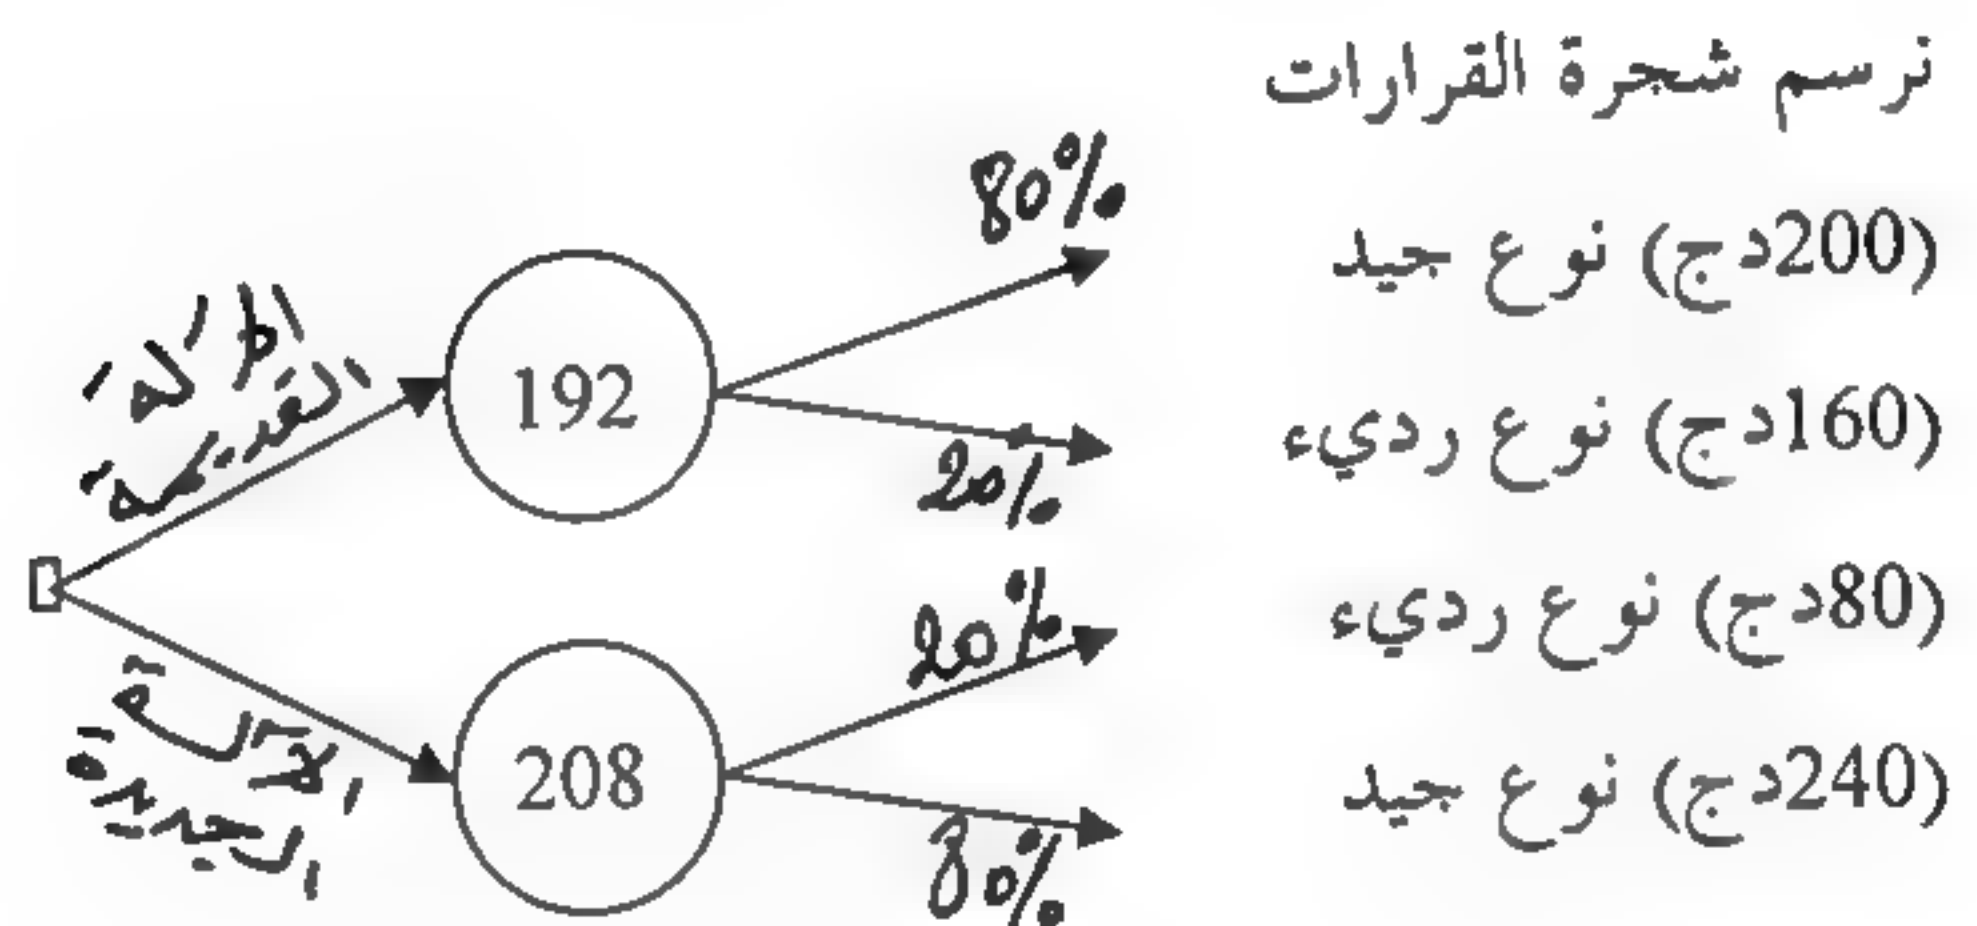 نرسم شجرة القرارات
80%
(200دج) نوع جيد
192
القديمة
20%
(160دج) نوع رديء
20%
(80دج) نوع رديء
208
الآلة
الجديدة
80%
(240دج) نوع جيد